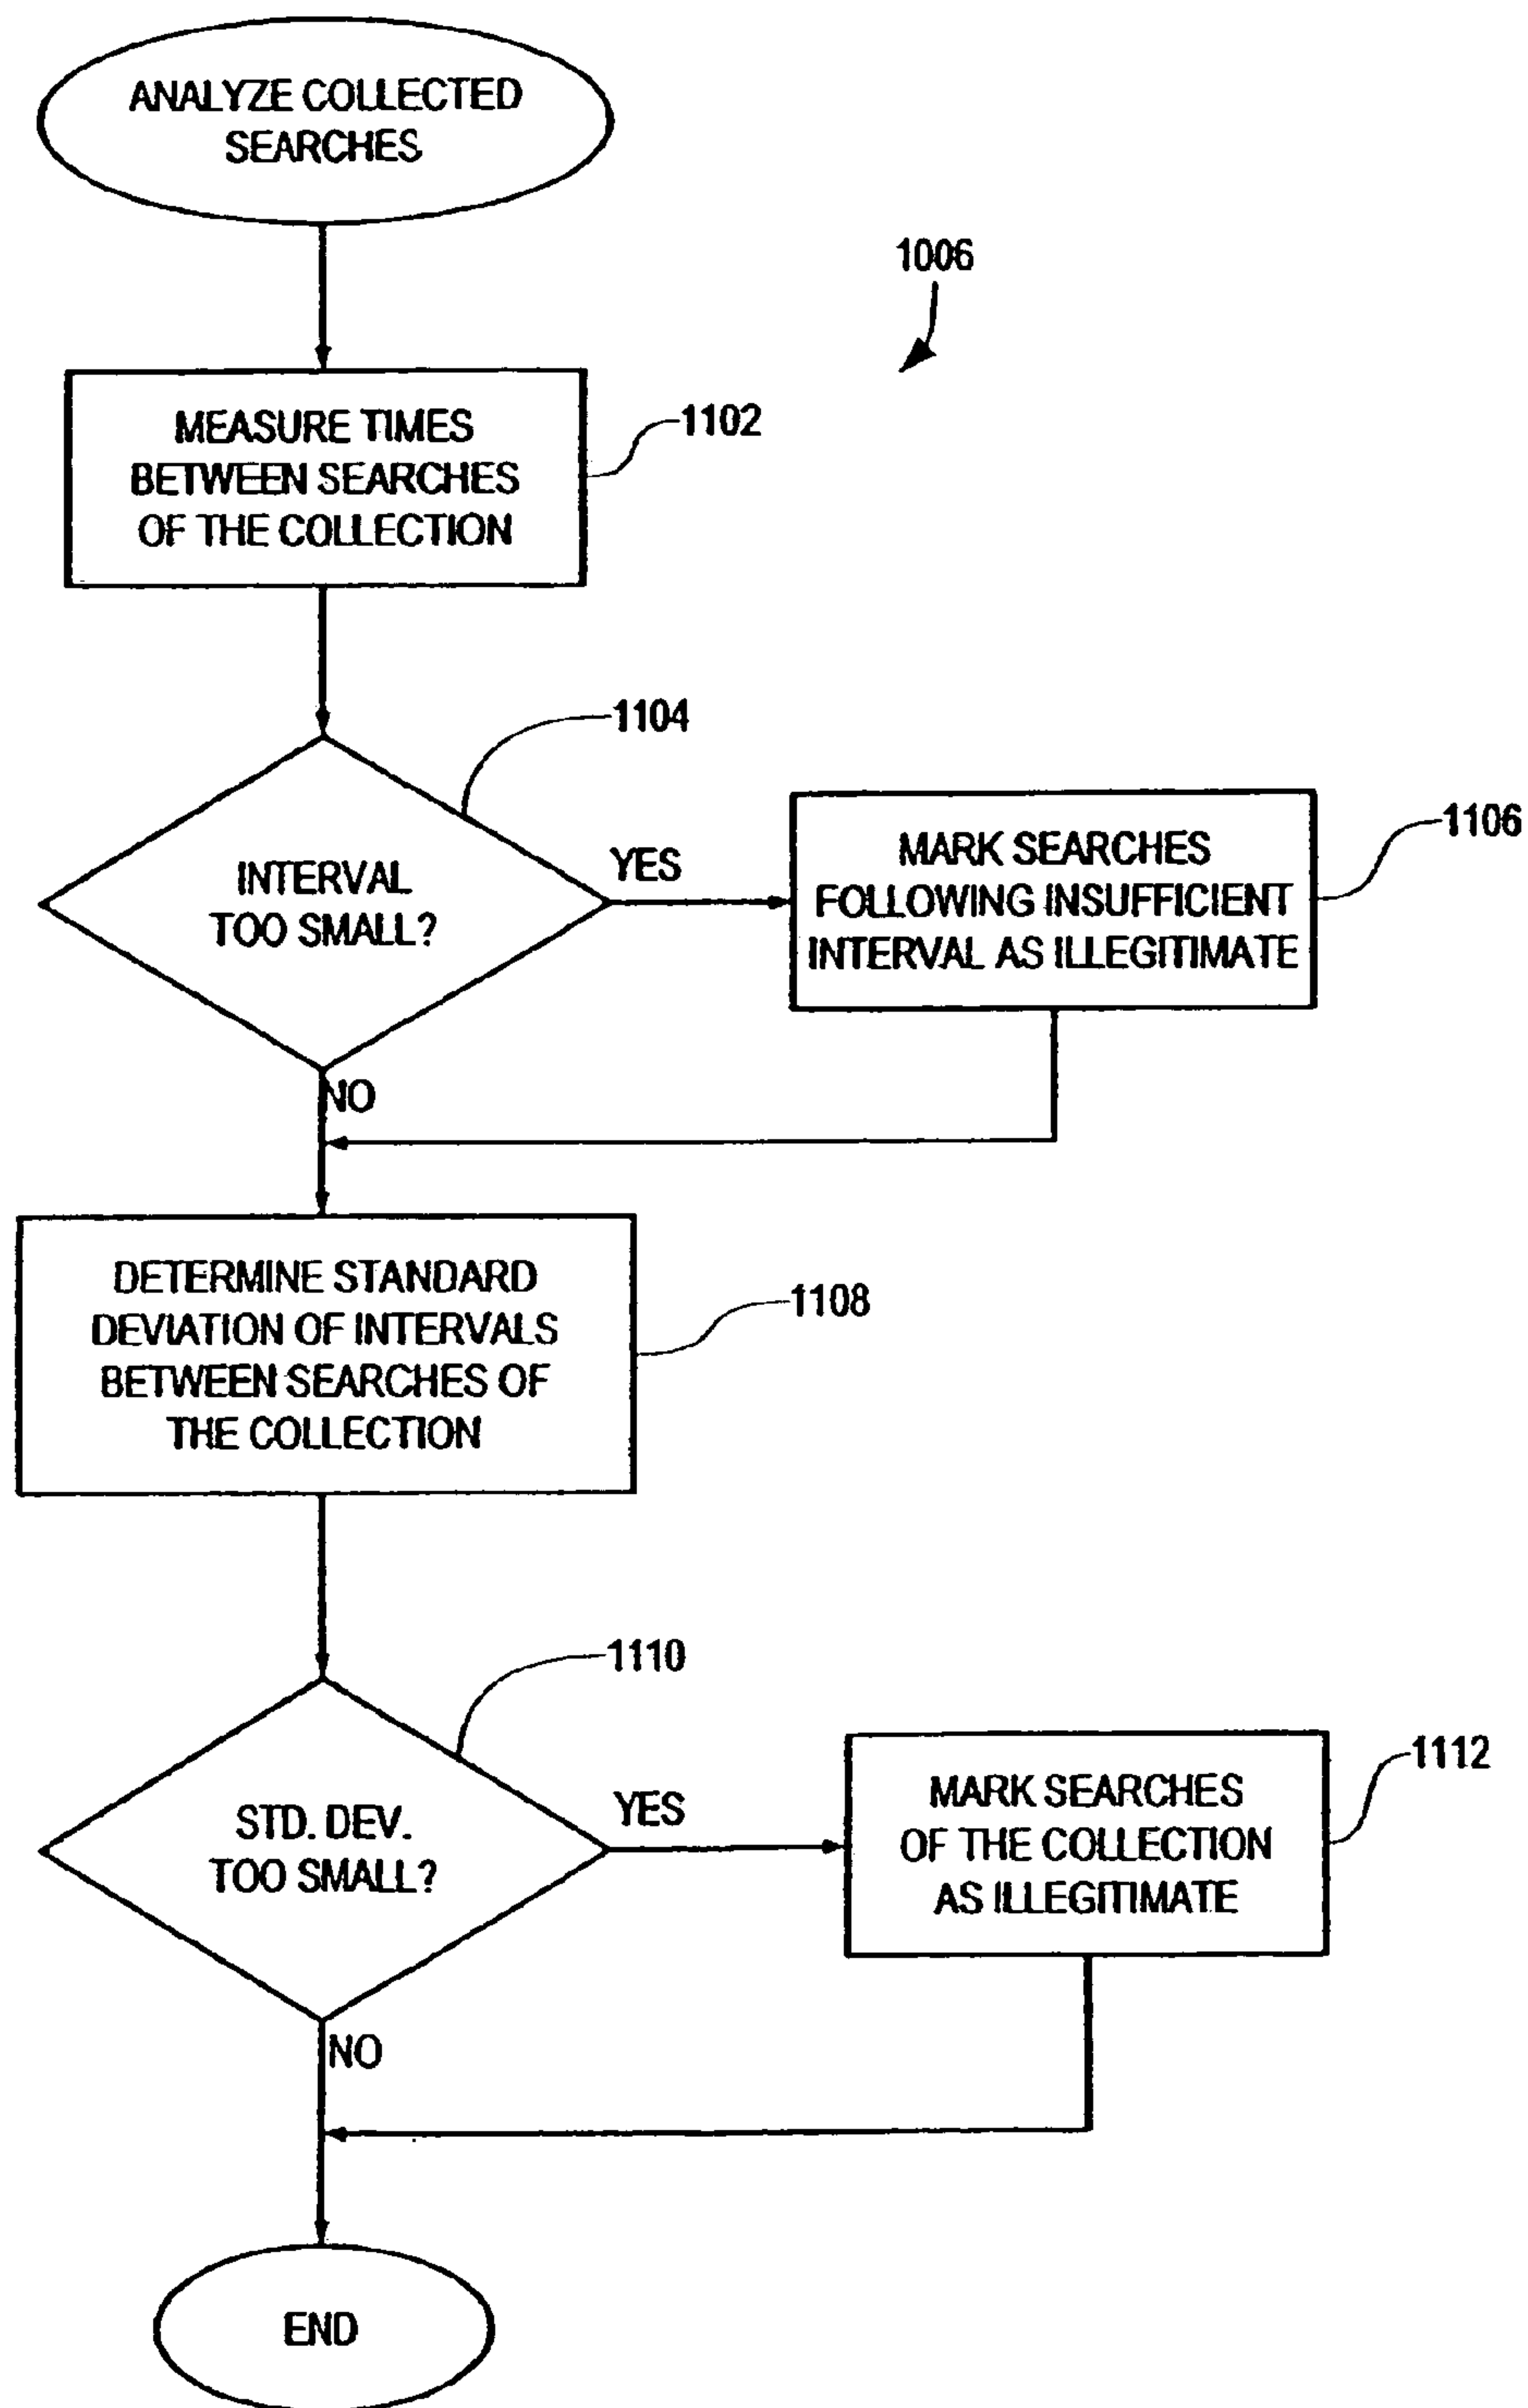 ANALYZE COLLECTED
SEARCHES
1006
MEASURE TIMES
BETWEEN SEARCHES
OF THE COLLECTION
1102
1104
INTERVAL
TOO SMALL?
YES
MARK SEARCHES
FOLLOWING INSUFFICIENT
INTERVAL AS ILLEGITIMATE
1106
NO
DETERMINE STANDARD
DEVIATION OF INTERVALS
BETWEEN SEARCHES OF
THE COLLECTION
1108
1110
STD. DEV.
TOO SMALL?
YES
MARK SEARCHES
OF THE COLLECTION
AS ILLEGITIMATE
1112
NO
END